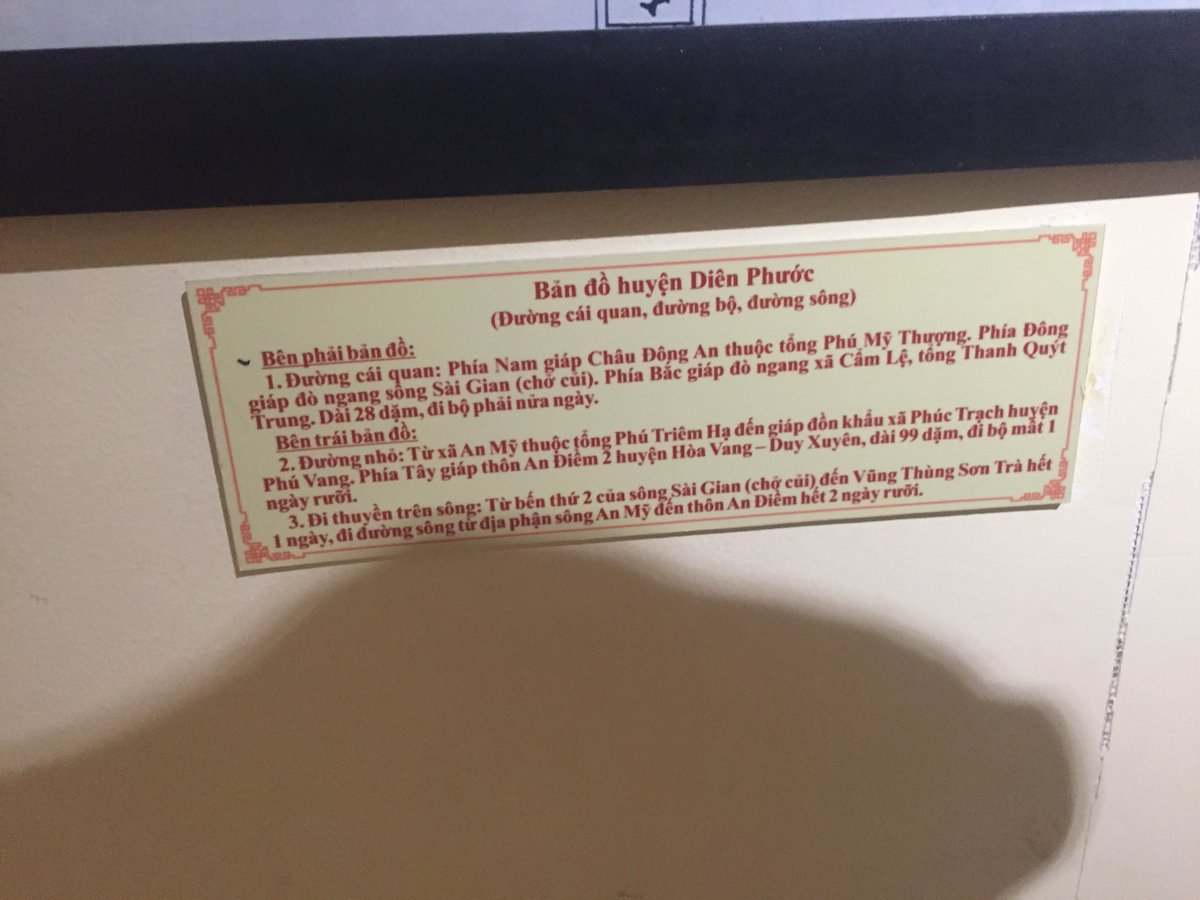 Bản đồ huyện Diên Phước
(Đường cái quan, đường bộ, đường sông)
Bên phải bản đồ:
1. Đường cái quan: Phía Nam giáp Châu Động An thuộc tổng Phú Mỹ Thượng. Phía Đông
giáp đò ngang sông Sài Gian (chở củi). Phía Bắc giáp đò ngang xã Cẩm Lệ, tổng Thanh Quýt
Trung. Dài 28 dặm, đi bộ phải nửa ngày.
Bên trái bản đồ:
2. Đường nhỏ: Từ xã An Mỹ thuộc tổng Phú Triêm Hạ đến giáp đồn khẩu xã Phúc Trạch huyện
Phú Vang. Phía Tây giáp thôn An Điềm 2 huyện Hòa Vang – Duy Xuyên, dài 99 dặm, đi bộ mất 1
ngày rưỡi.
3. Đi thuyền trên sông: Từ bến thứ 2 của sông Sài Gian (chở củi) đến Vũng Thùng Sơn Trà hết
1 ngày, đi đường sông từ địa phận sông An Mỹ đến thôn An Điềm hết 2 ngày rưỡi.